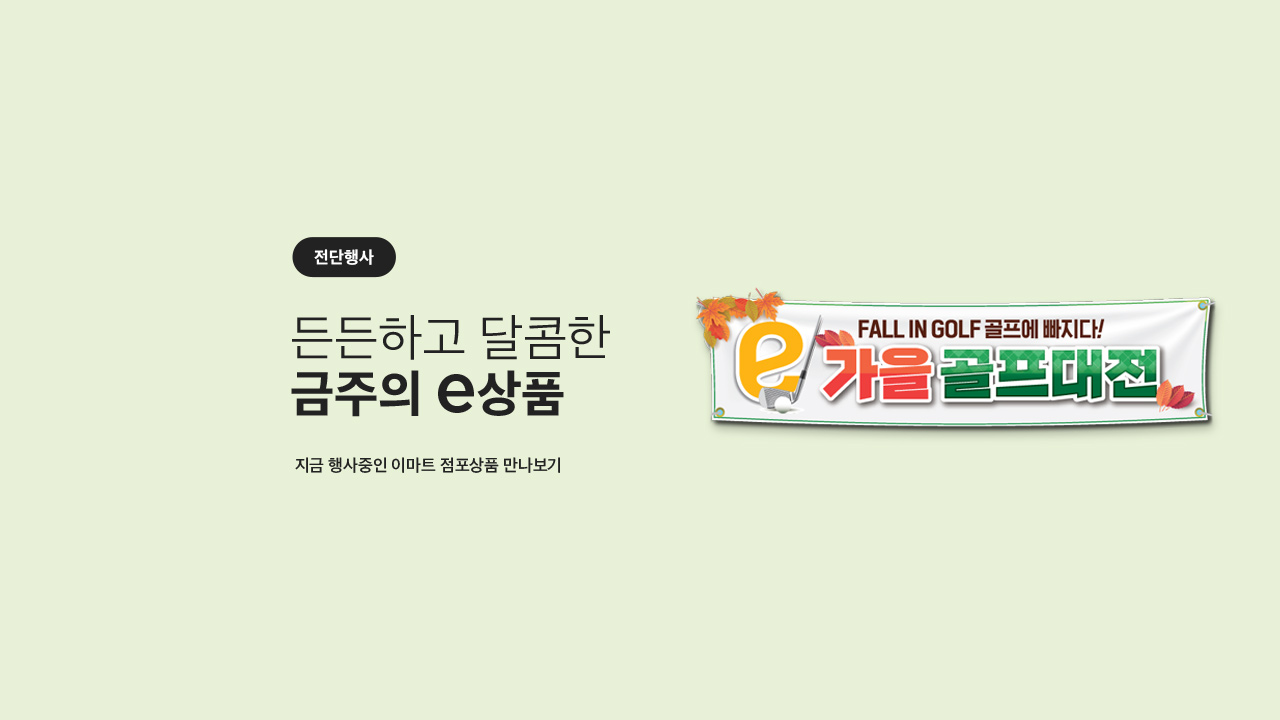 전단행사
든든하고 달콤한
금주의 e상품
지금 행사중인 이마트 점포상품 만나보기
FALL IN GOLF 골프에 빠지다!
e 가을 골프대전